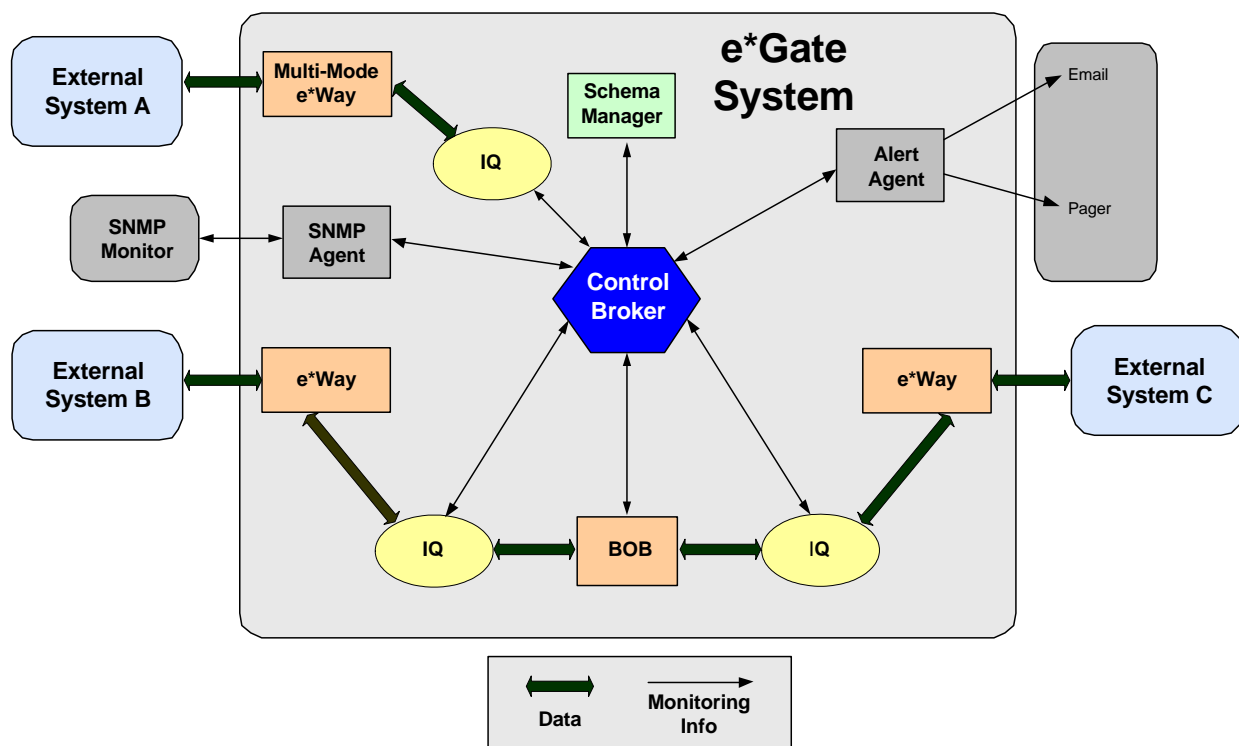 e*Gate
System
External
System A
Multi-Mode
e*Way
Schema
Manager
Email
IQ
Alert
Agent
Pager
SNMP
Monitor
SNMP
Agent
Control
Broker
External
System B
e*Way
e*Way
External
System C
IQ
BOB
IQ
Data
Monitoring
Info